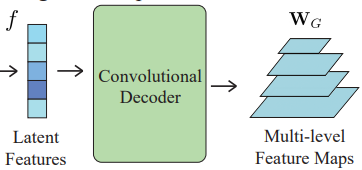 f
W_G
Convolutional
Decoder
Latent
Features
Multi-level
Feature Maps